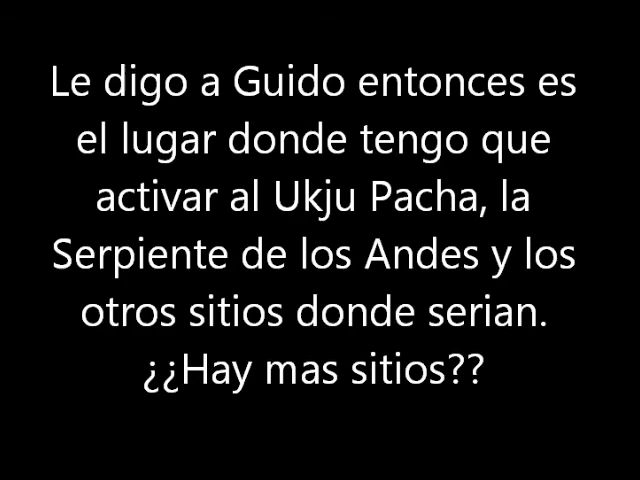 Le digo a Guido entonces es
el lugar donde tengo que
activar al Ukju Pacha, la
Serpiente de los Andes y los
otros sitios donde serian.
¿¿Hay mas sitios??